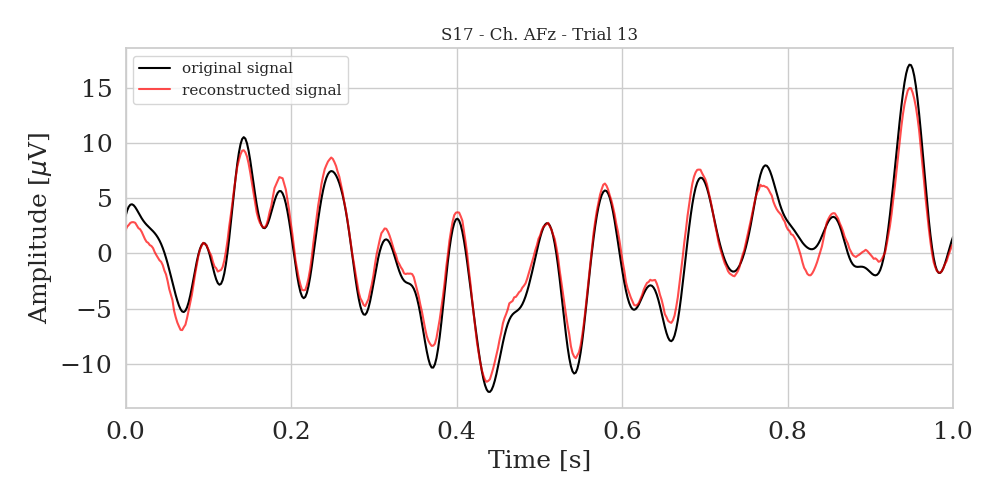 S17 - Ch. AFz - Trial 13
original signal
reconstructed signal
Amplitude [μV]
15
10
5
0
−5
−10
0.0 0.2 0.4 0.6 0.8 1.0
Time [s]